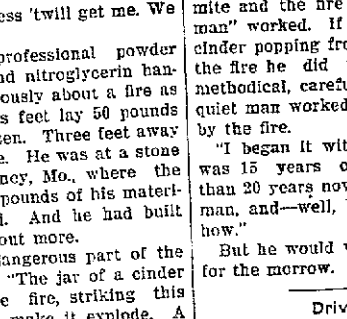 ess 'twill get me. We
professional powder
nd nitroglycerin han-
ously about a fire as
s feet lay 50 pounds
en. Three feet away
e. He was at a stone
ncy, Mo., where the
pounds of his materi-
d. And he had built
out more.
dangerous part of the
"The jar of a cinder
e fire, striking this
make it explode. A
mite and the fire
man" worked. If
cinder popping fro
the fire he did
methodical, carefu
quiet man worked
by the fire.
"I began it wit
was 15 years o
than 20 years now
man, and—well,
how."
But he would
for the morrow.
Driv